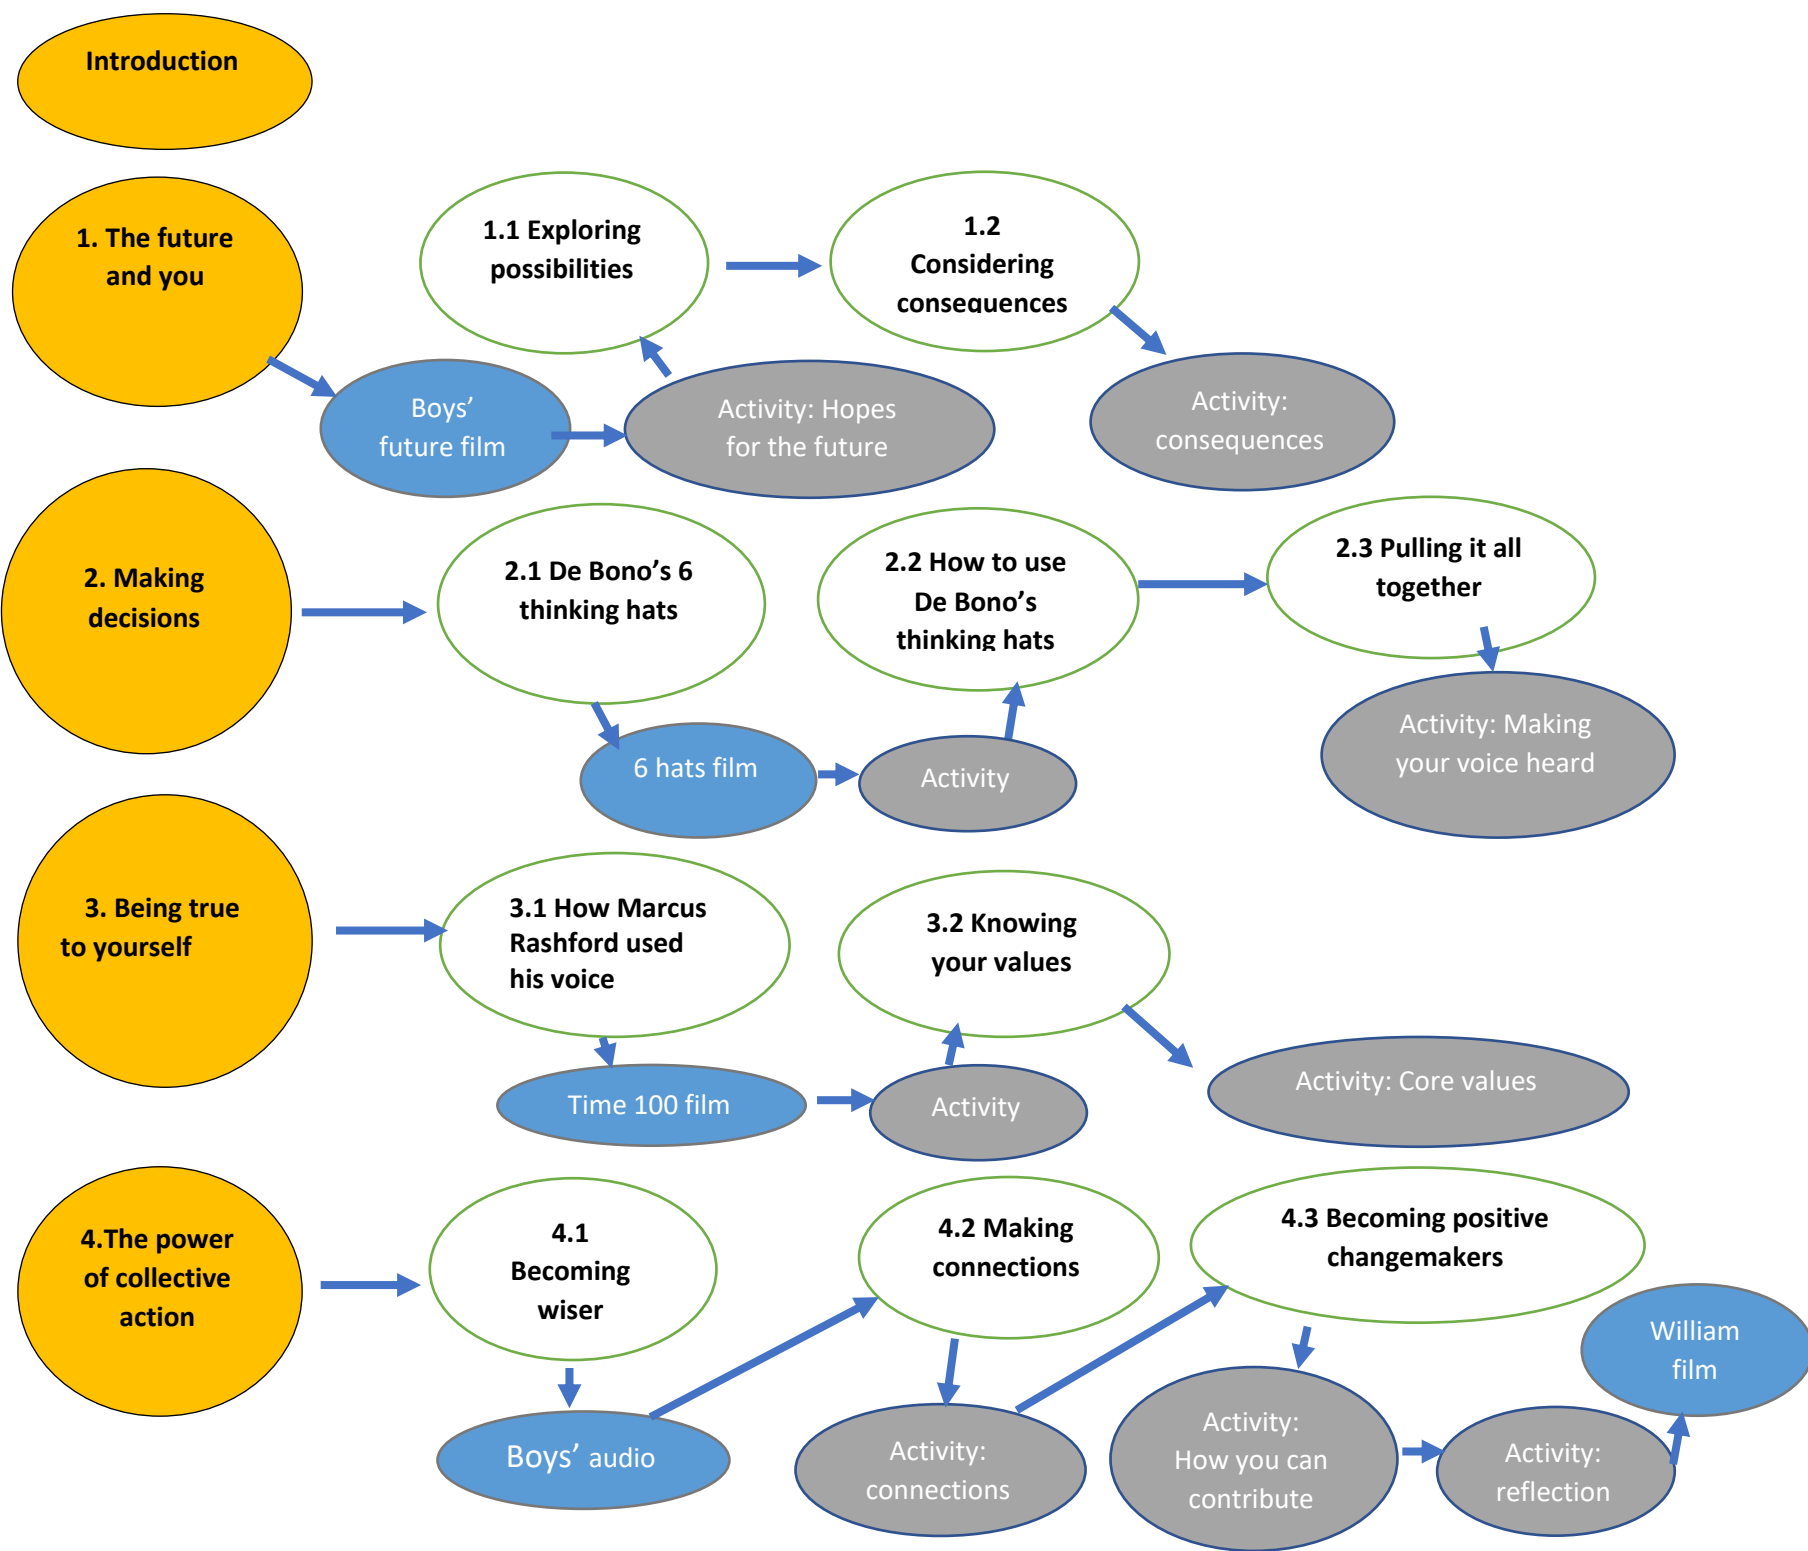 Introduction
1. The future
and you
1.1 Exploring
possibilities
1.2
Considering
consequences
Boys’
future film
Activity: Hopes
for the future
Activity:
consequences
2. Making
decisions
2.1 De Bono’s 6
thinking hats
2.2 How to use
De Bono’s
thinking hats
2.3 Pulling it all
together
6 hats film
Activity
Activity: Making
your voice heard
3. Being true
to yourself
3.1 How Marcus
Rashford used
his voice
3.2 Knowing
your values
Time 100 film
Activity
Activity: Core values
4.The power
of collective
action
4.1
Becoming
wiser
4.2 Making
connections
4.3 Becoming positive
changemakers
Boys’ audio
Activity:
connections
Activity:
How you can
contribute
Activity:
reflection
William
film